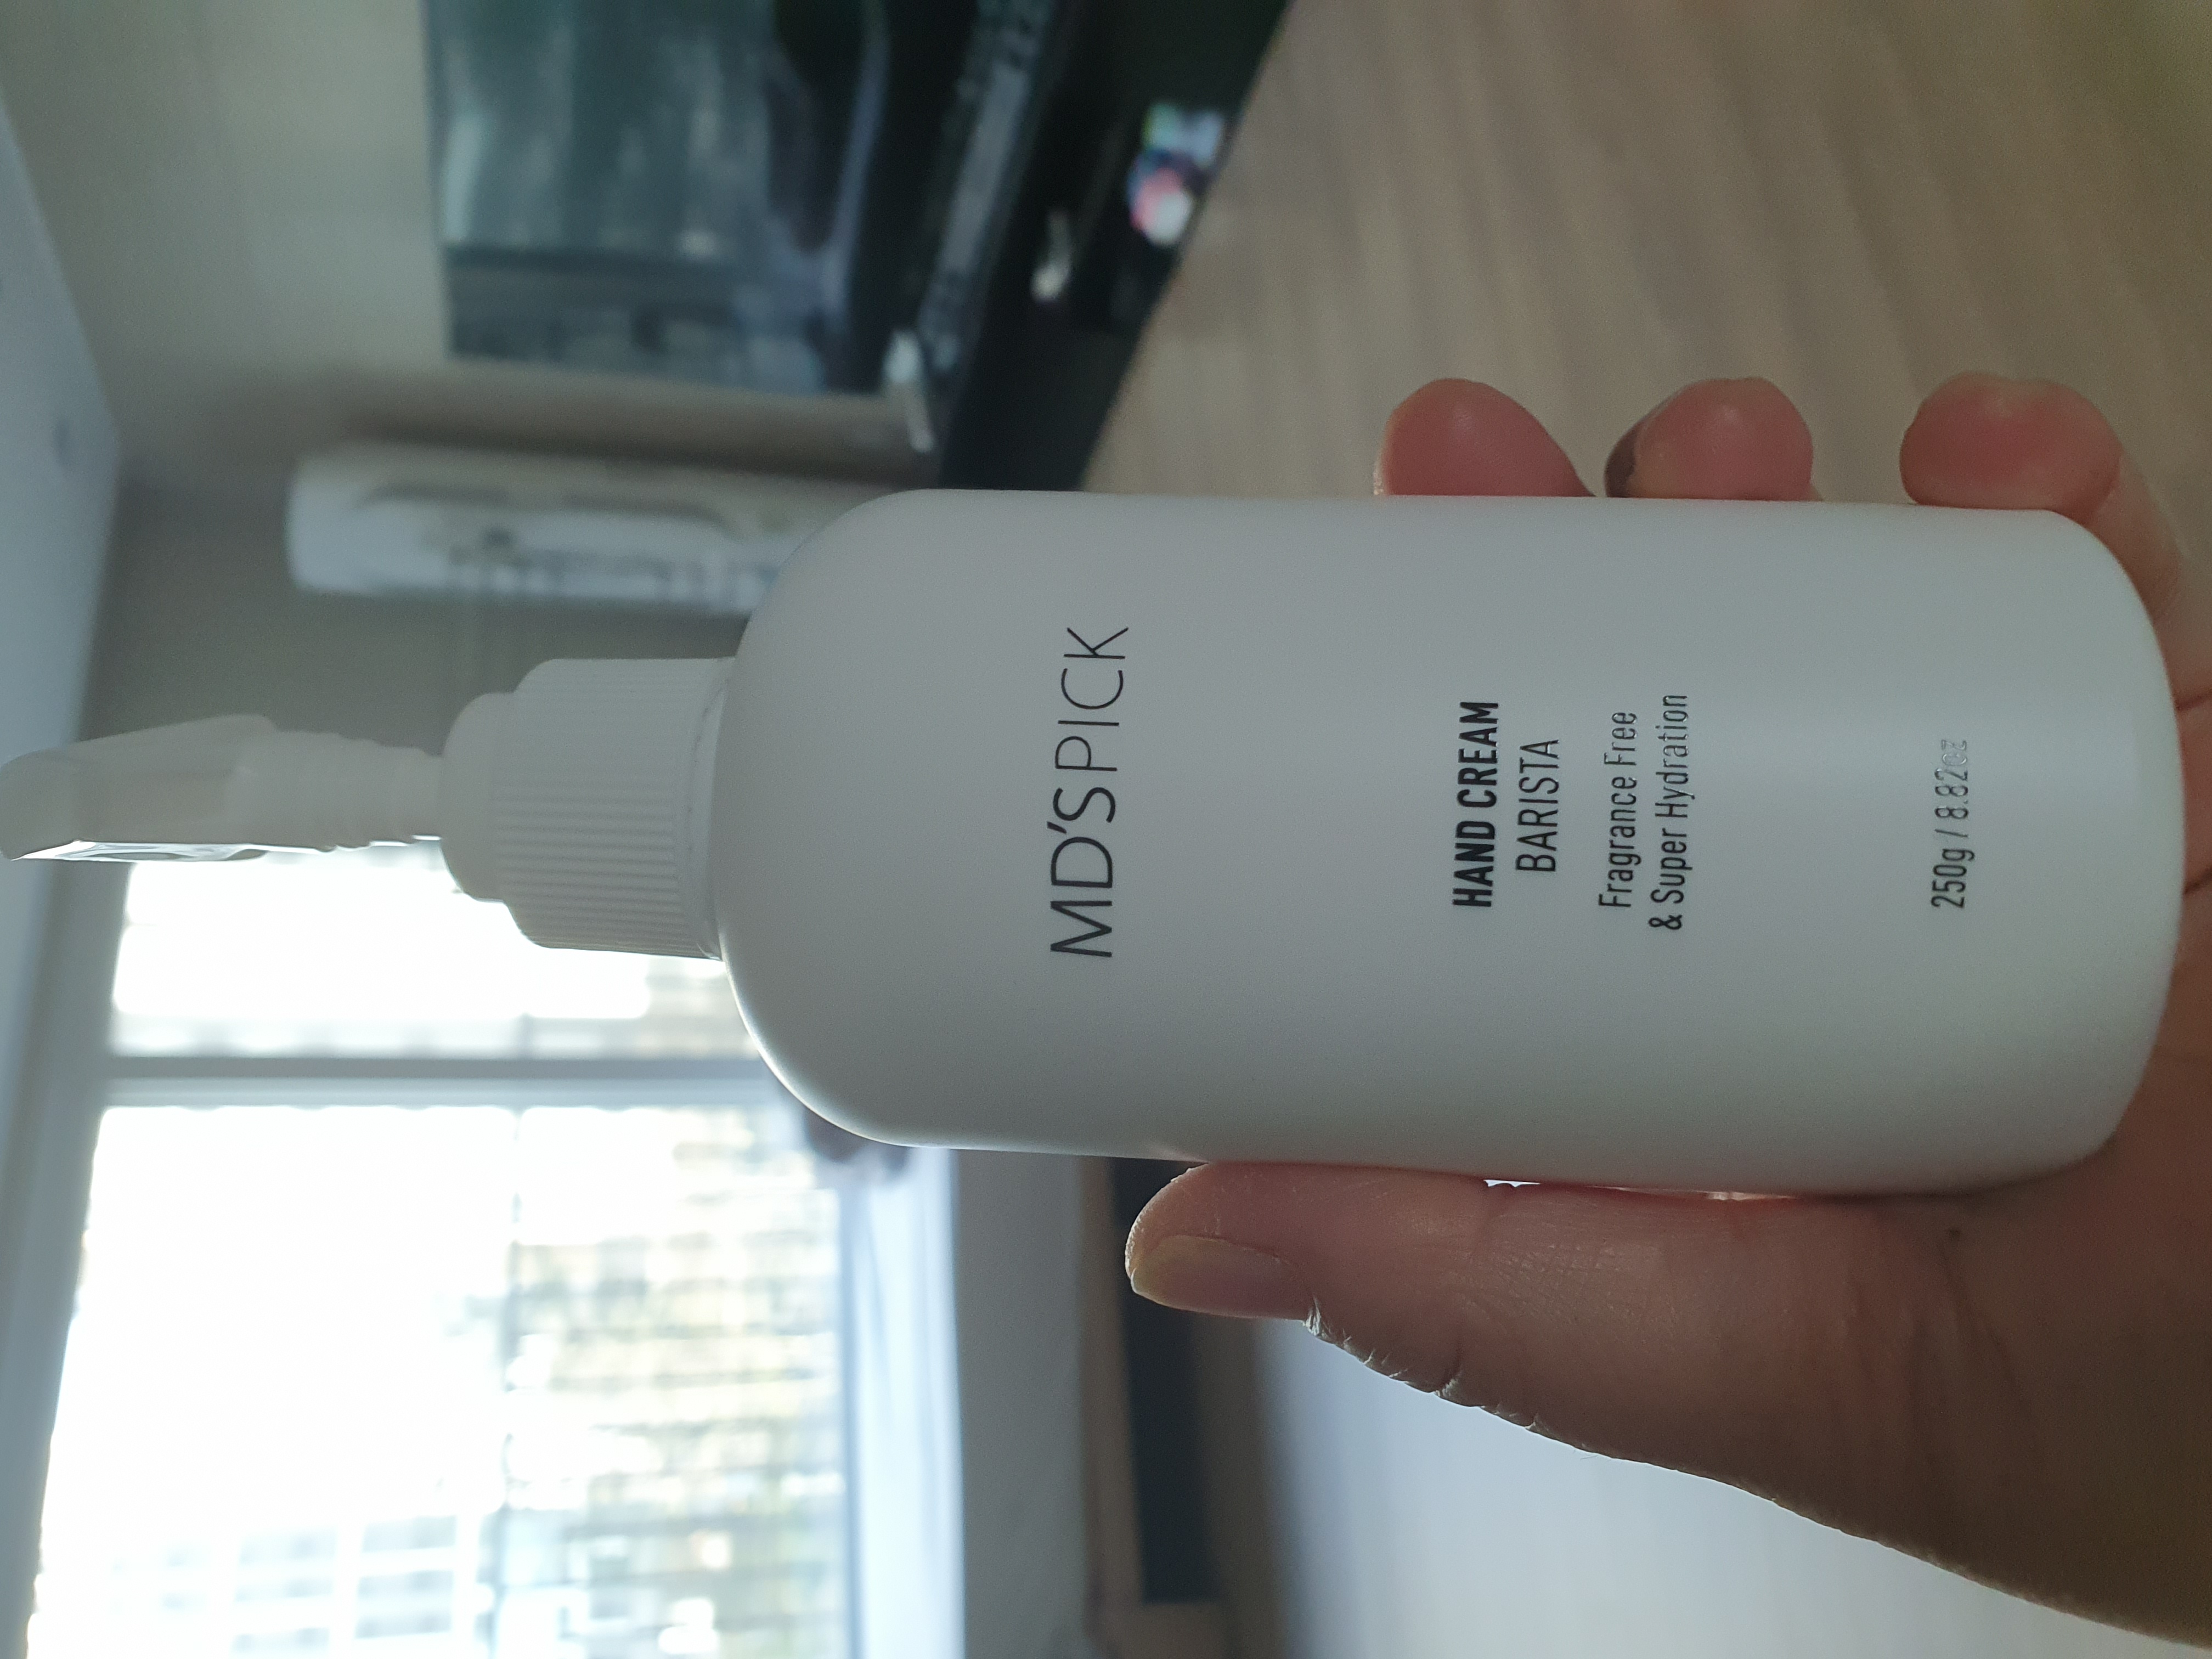 MD'SPICK
HAND CREAM
BARISTA
Fragrance Free
& Super Hydration
250g / 8.82oz